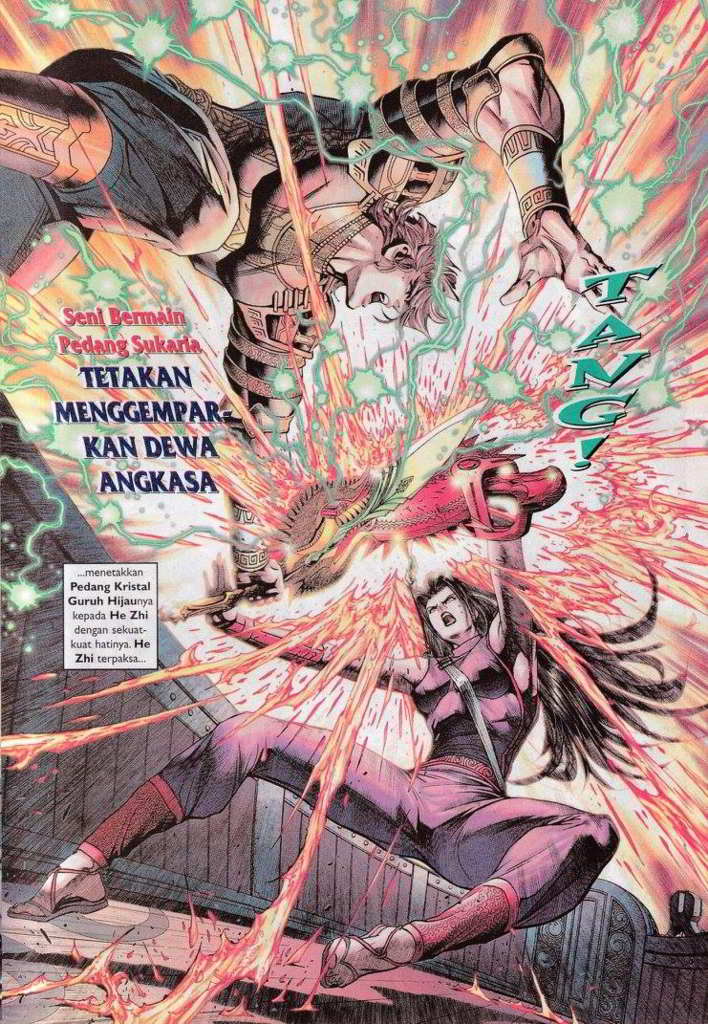 Seni Bermain
Pedang Sukaria
TETAKAN
MENGGEMPAR-
KAN DEWA
ANGKASA
TANG!
...menetakkan
Pedang Kristal
Guruh Hijaunya
kepada He Zhi
dengan sekuat-
kuat hatinya. He
Zhi terpaksa...